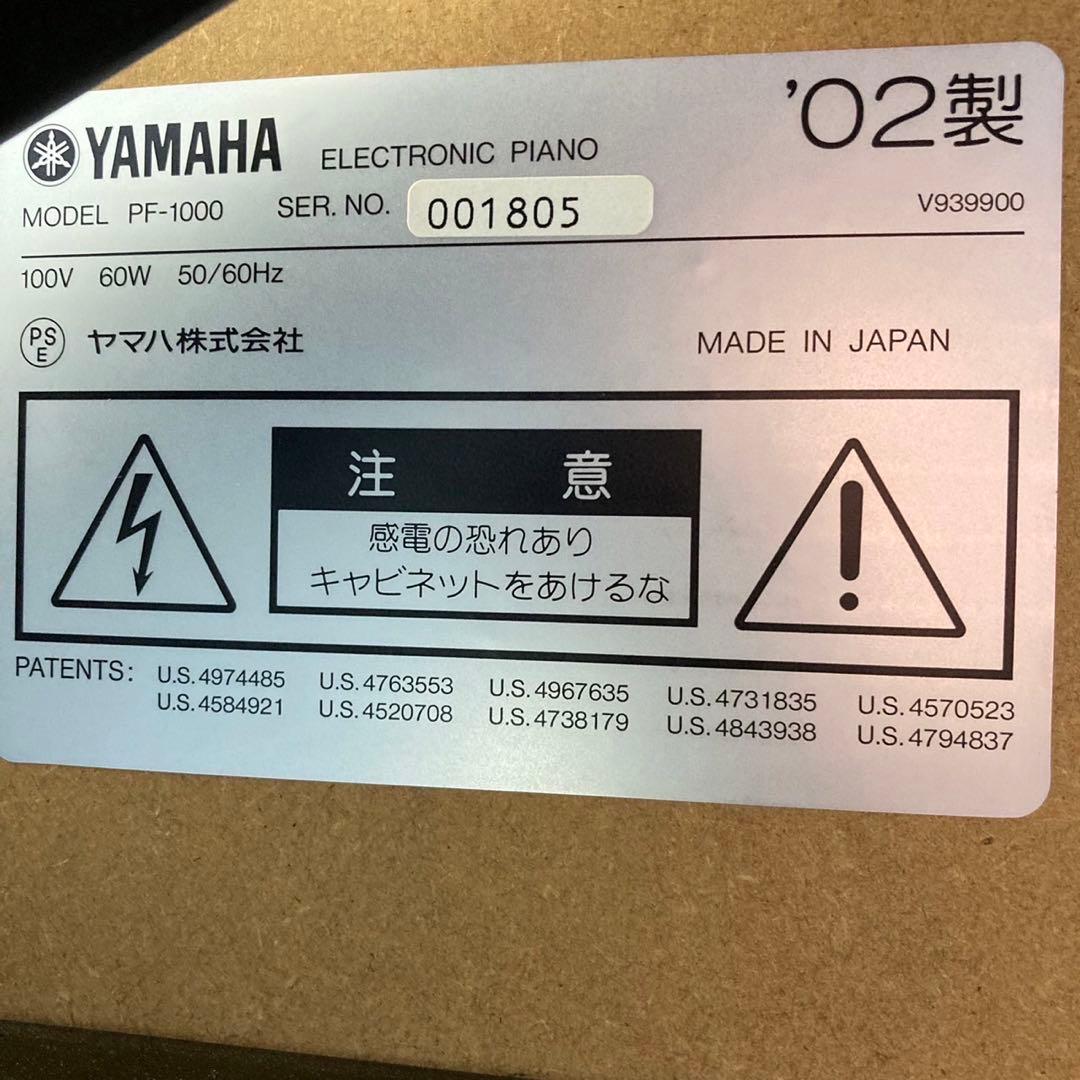 YAMAHA ELECTRONIC PIANO '02製
MODEL PF-1000 SER. NO. 001805 V939900
100V 60W 50/60Hz
PSE ヤマハ株式会社 MADE IN JAPAN
注意
感電の恐れあり
キャビネットをあけるな
PATENTS: U.S.4974485 U.S.4763553 U.S.4967635 U.S.4731835 U.S.4570523
U.S.4584921 U.S.4520708 U.S.4738179 U.S.4843938 U.S.4794837